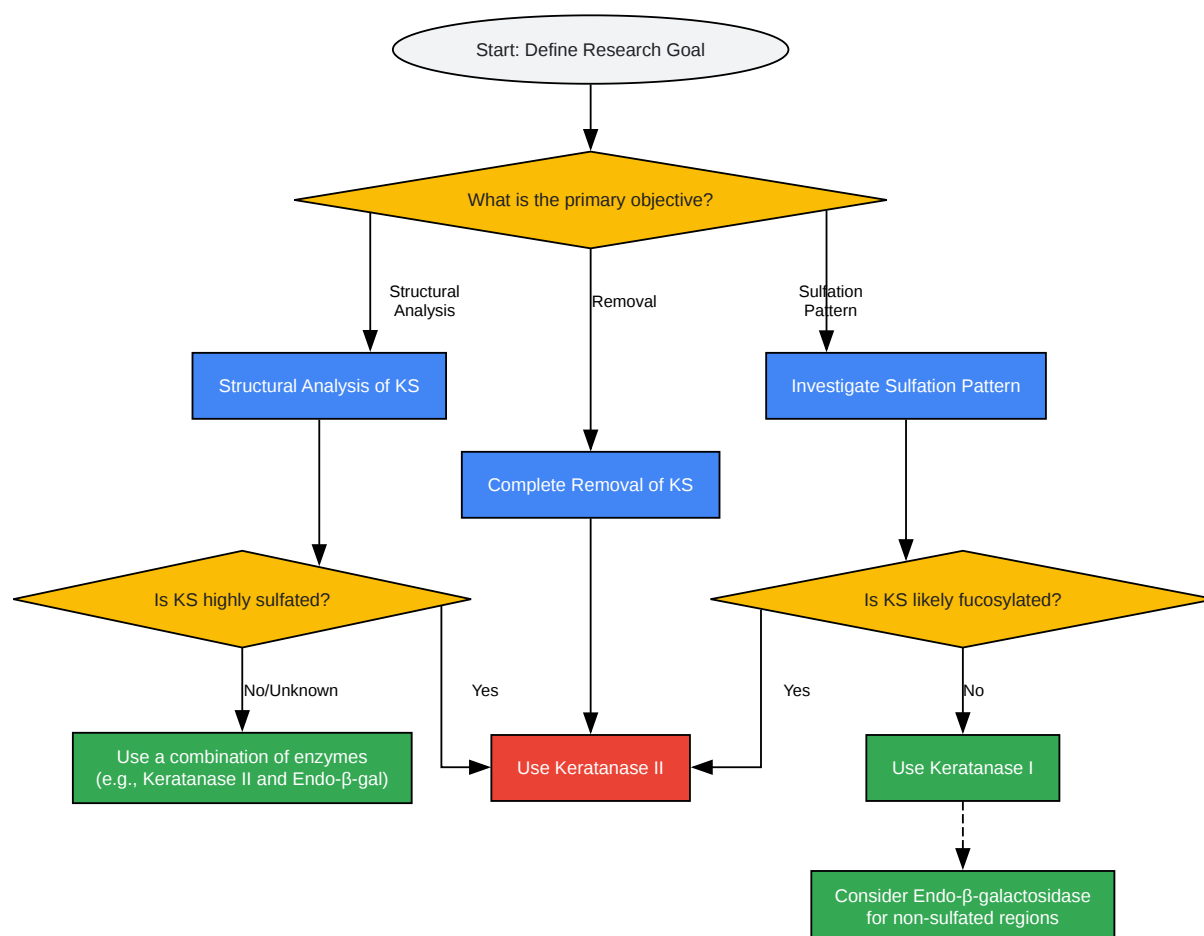 Start: Define Research Goal
What is the primary objective?
Structural
Analysis
Removal
Sulfation
Pattern
Structural Analysis of KS
Investigate Sulfation Pattern
Complete Removal of KS
Is KS highly sulfated?
Is KS likely fucosylated?
No/Unknown
Yes
Yes
No
Use a combination of enzymes
(e.g., Keratanase II and Endo-β-gal)
Use Keratanase II
Use Keratanase I
Consider Endo-β-galactosidase
for non-sulfated regions